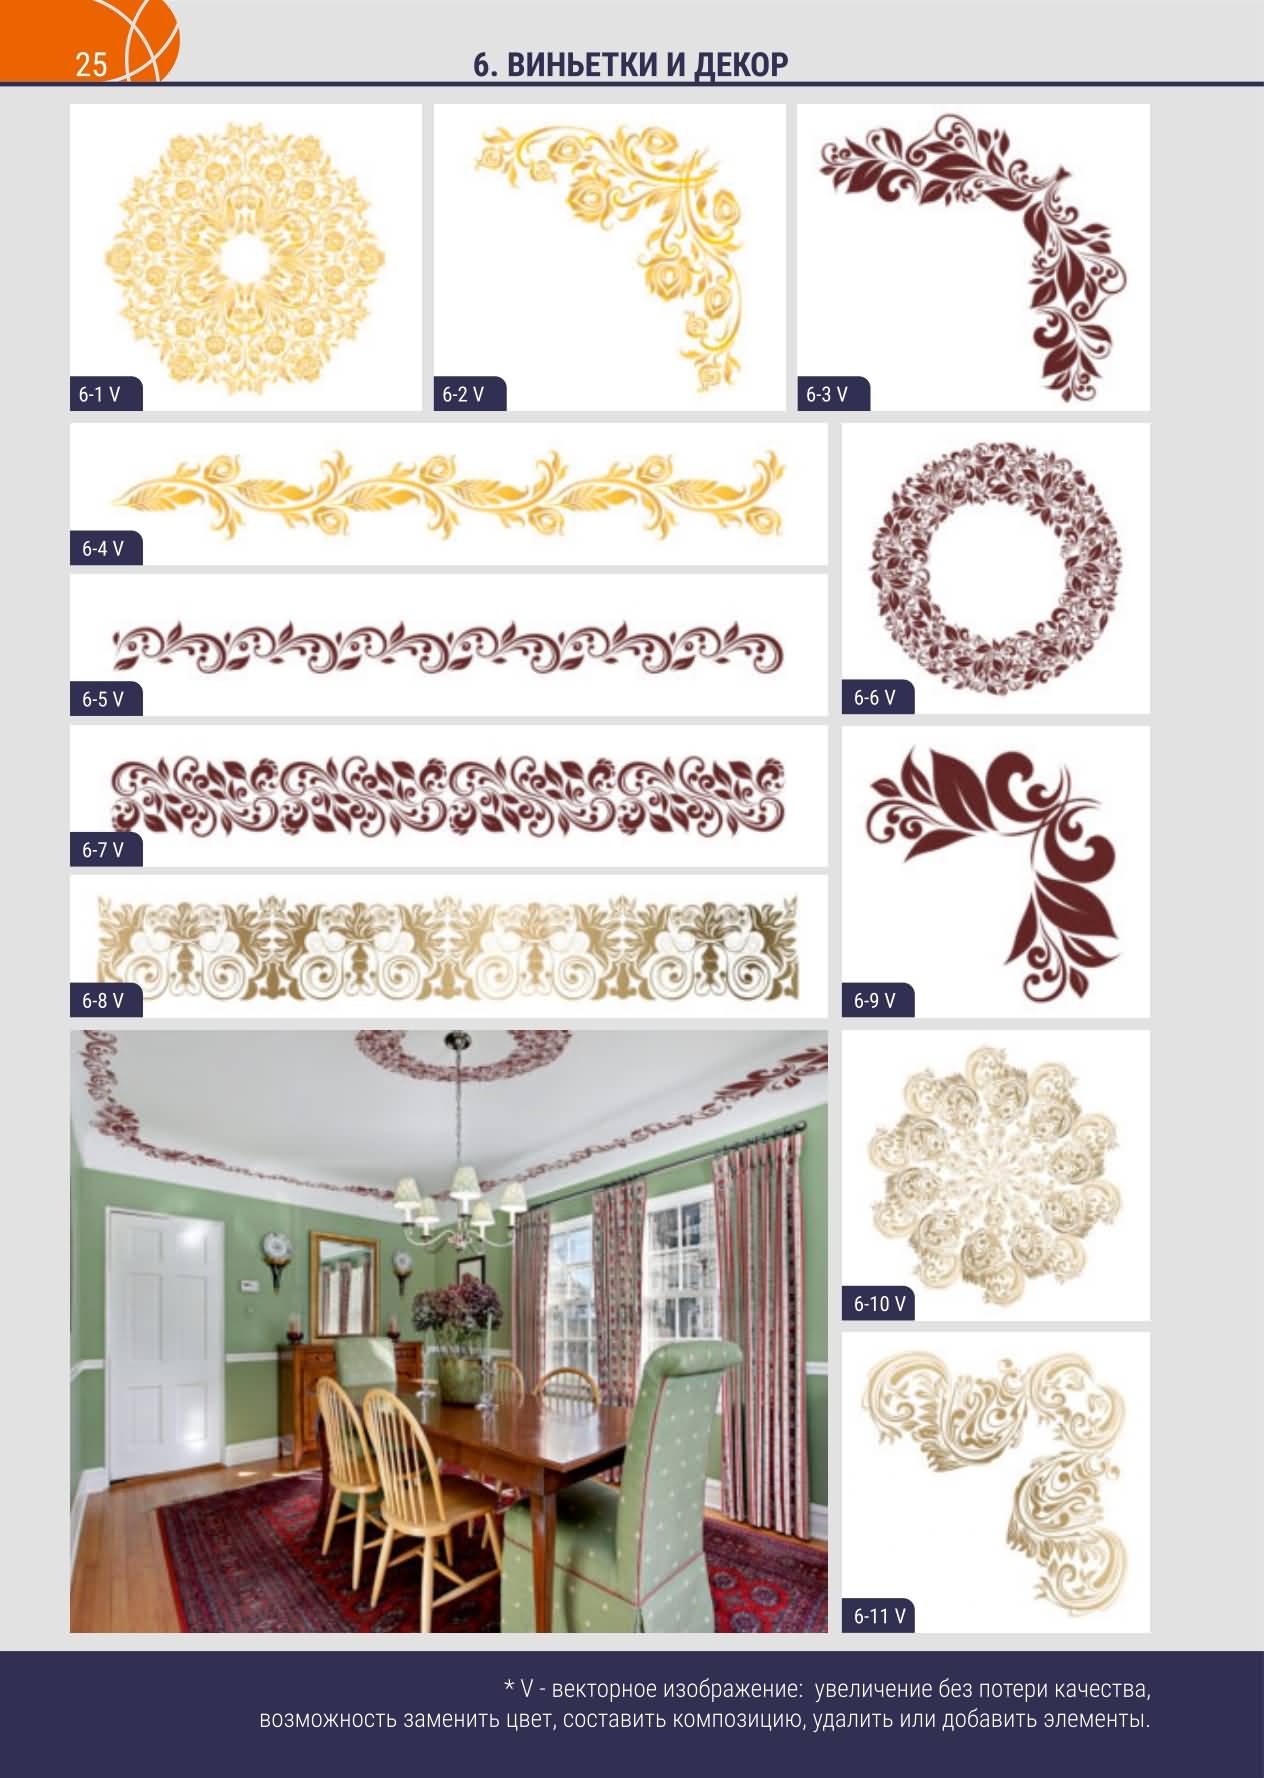 25
6. ВИНЬЕТКИ И ДЕКОР
6-1 V
6-2 V
6-3 V
6-4 V
6-5 V
6-6 V
6-7 V
6-8 V
6-9 V
6-10 V
6-11 V
* V - векторное изображение: увеличение без потери качества,
возможность заменить цвет, составить композицию, удалить или добавить элементы.